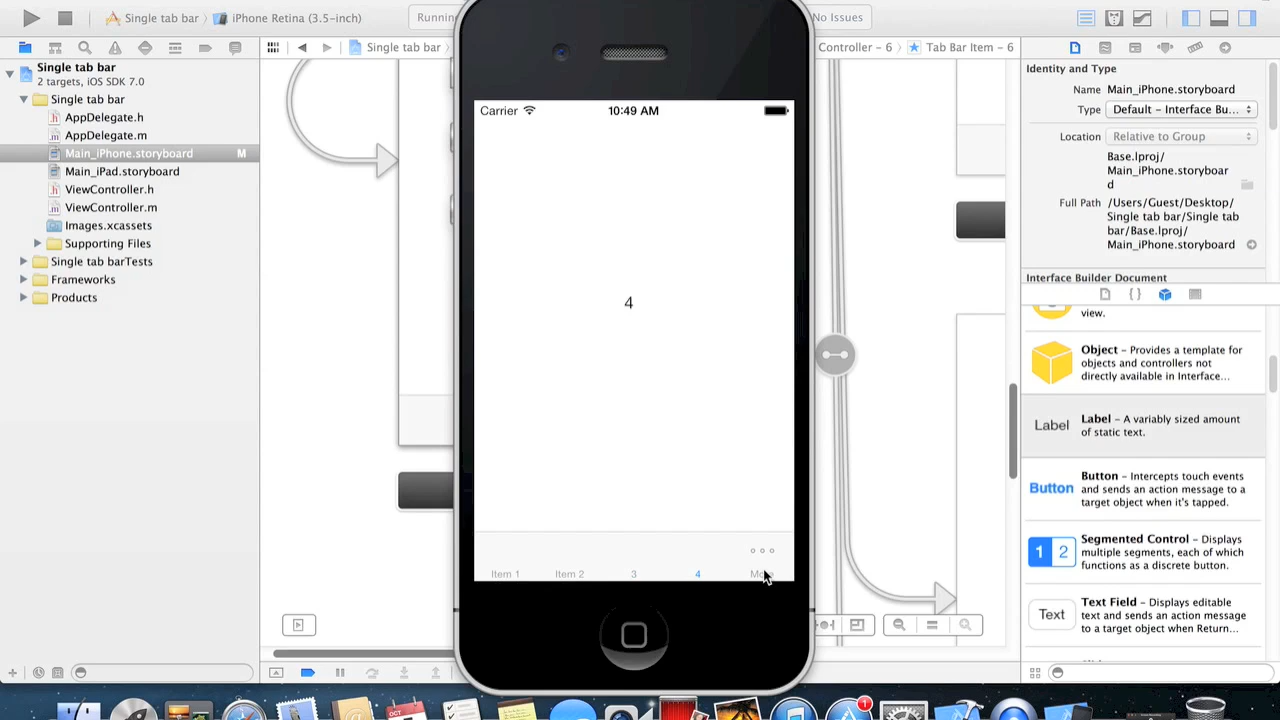 Single tab bar
iPhone Retina (3.5-inch)
No Issues
Single tab bar
Controller – 6
Tab Bar Item – 6
Single tab bar
2 targets, iOS SDK 7.0
Single tab bar
AppDelegate.h
AppDelegate.m
Main_iPhone.storyboard
M
Main_iPad.storyboard
ViewController.h
ViewController.m
Images.xcassets
Supporting Files
Single tab barTests
Frameworks
Products
Carrier
10:49 AM
4
Item 1
Item 2
3
4
Identity and Type
Name Main_iPhone.storyboard
Type Default – Interface Bu...
Location Relative to Group
Base.lproj/
Main_iPhone.storyboar
d
Full Path /Users/Guest/Desktop/
Single tab bar/Single tab
bar/Base.lproj/
Main_iPhone.storyboard
Interface Builder Document
view.
Object – Provides a template for
objects and controllers not
directly available in Interface...
Label
Label – A variably sized amount
of static text.
Button
Button – Intercepts touch events
and sends an action message to a
target object when it's tapped.
1 2
Segmented Control – Displays
multiple segments, each of which
functions as a discrete button.
Text
Text Field – Displays editable
text and sends an action message
to a target object when Return...
OCT
1